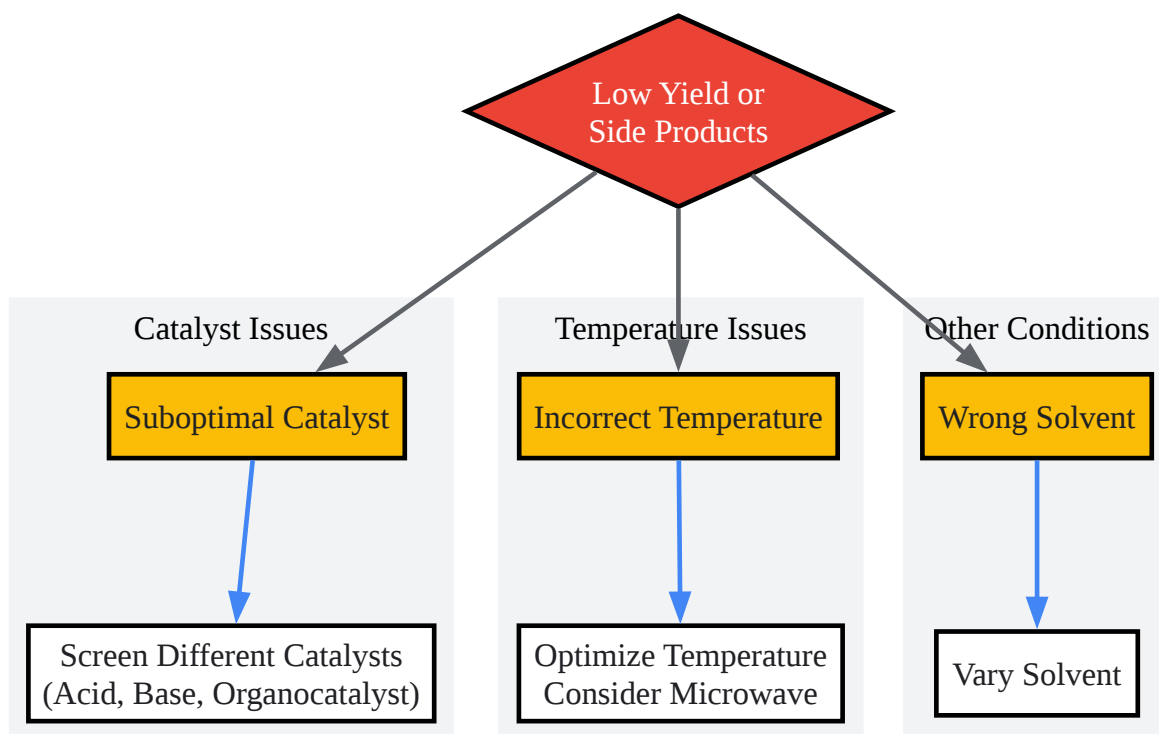 Low Yield or
Side Products
Catalyst Issues
Temperature Issues
Other Conditions
Suboptimal Catalyst
Incorrect Temperature
Wrong Solvent
Screen Different Catalysts
(Acid, Base, Organocatalyst)
Optimize Temperature
Consider Microwave
Vary Solvent